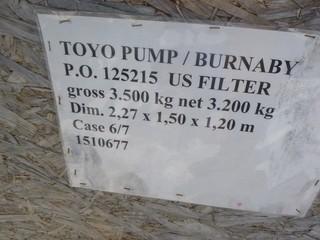 TOYO PUMP / BURNABY
P.O. 125215 US FILTER
gross 3.500 kg net 3.200 kg
Dim. 2,27 x 1,50 x 1,20 m
Case 6/7
1510677